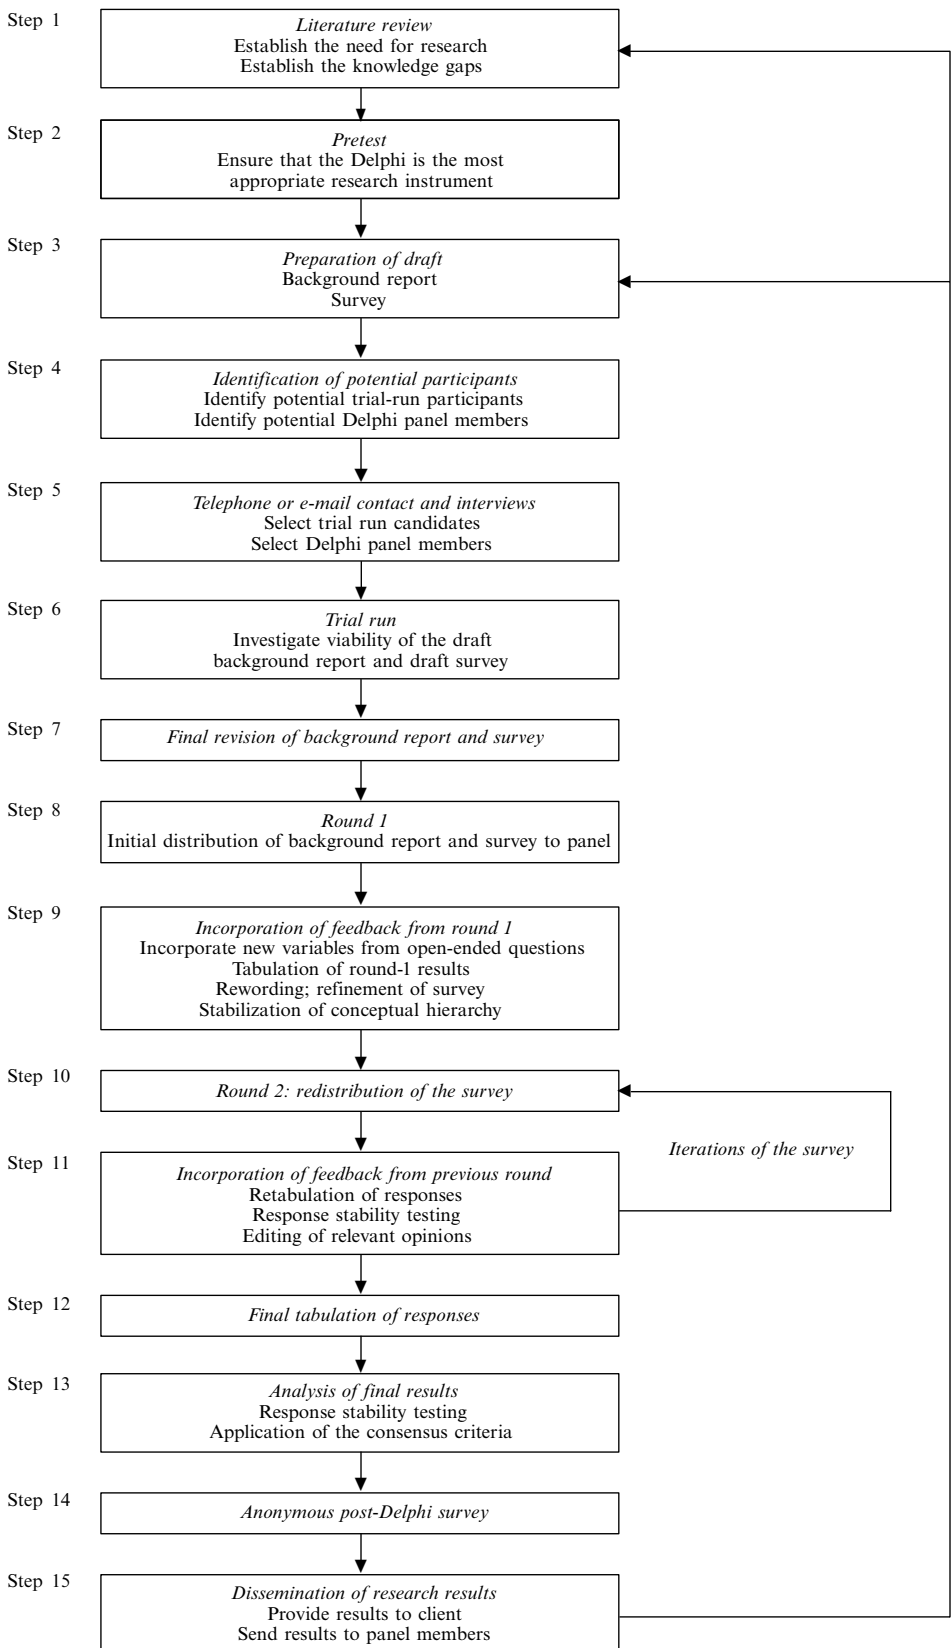 Step 1
Literature review
Establish the need for research
Establish the knowledge gaps
Step 2
Pretest
Ensure that the Delphi is the most
appropriate research instrument
Step 3
Preparation of draft
Background report
Survey
Step 4
Identification of potential participants
Identify potential trial-run participants
Identify potential Delphi panel members
Step 5
Telephone or e-mail contact and interviews
Select trial run candidates
Select Delphi panel members
Step 6
Trial run
Investigate viability of the draft
background report and draft survey
Step 7
Final revision of background report and survey
Step 8
Round 1
Initial distribution of background report and survey to panel
Step 9
Incorporation of feedback from round 1
Incorporate new variables from open-ended questions
Tabulation of round-1 results
Rewording; refinement of survey
Stabilization of conceptual hierarchy
Step 10
Round 2: redistribution of the survey
Iterations of the survey
Step 11
Incorporation of feedback from previous round
Retabulation of responses
Response stability testing
Editing of relevant opinions
Step 12
Final tabulation of responses
Step 13
Analysis of final results
Response stability testing
Application of the consensus criteria
Step 14
Anonymous post-Delphi survey
Step 15
Dissemination of research results
Provide results to client
Send results to panel members